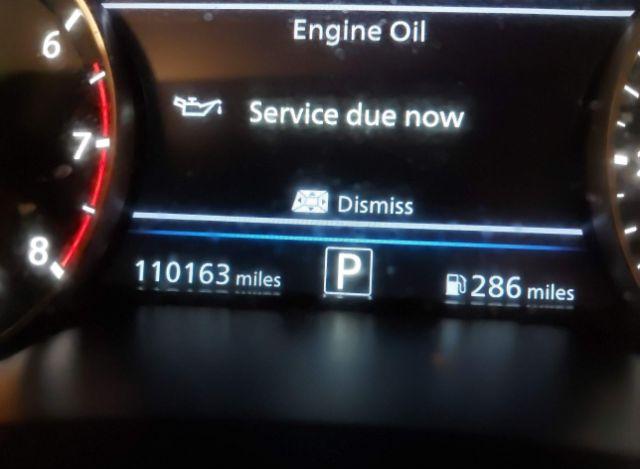 Engine Oil
Service due now
Dismiss
6
7
8
110163 miles
P
286 miles